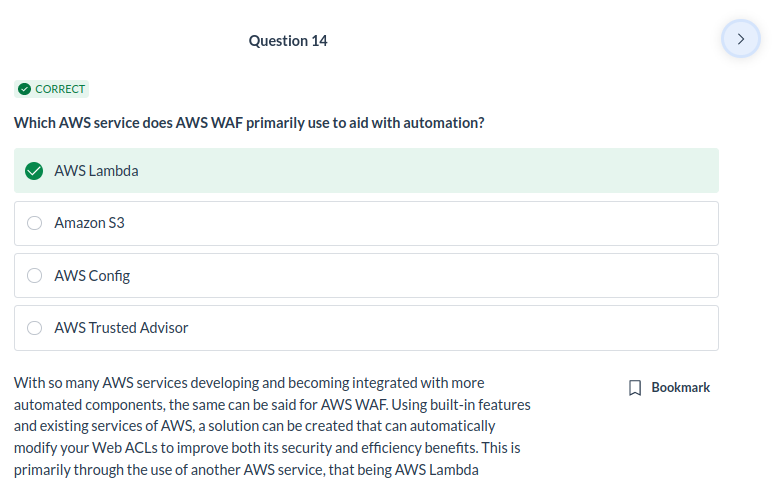 Question 14
CORRECT
Which AWS service does AWS WAF primarily use to aid with automation?
AWS Lambda
Amazon S3
AWS Config
AWS Trusted Advisor
With so many AWS services developing and becoming integrated with more
automated components, the same can be said for AWS WAF. Using built-in features
and existing services of AWS, a solution can be created that can automatically
modify your Web ACLs to improve both its security and efficiency benefits. This is
primarily through the use of another AWS service, that being AWS Lambda
Bookmark